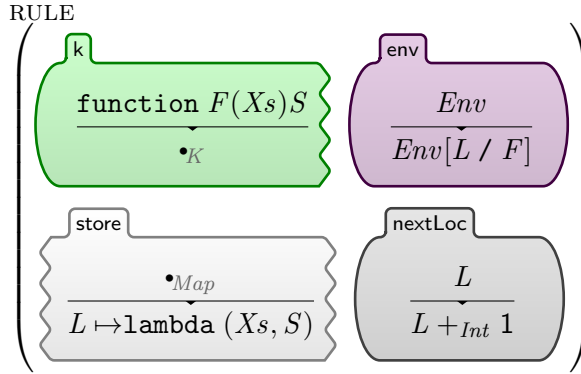 RULE
k
env
function F(Xs)S
Env
•K
Env[L / F]
store
nextLoc
•Map
L
L ↦lambda (Xs, S)
L +Int 1